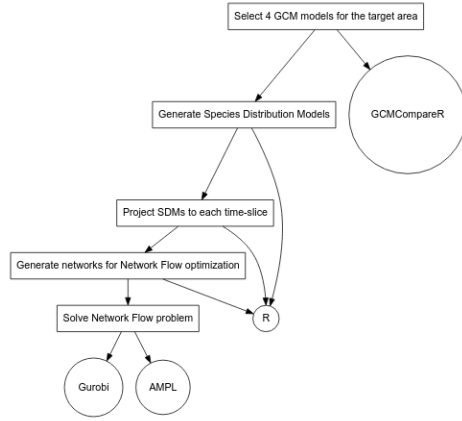 Select 4 GCM models for the target area
GCMCompareR
Generate Species Distribution Models
Project SDMs to each time-slice
Generate networks for Network Flow optimization
Solve Network Flow problem
R
Gurobi
AMPL